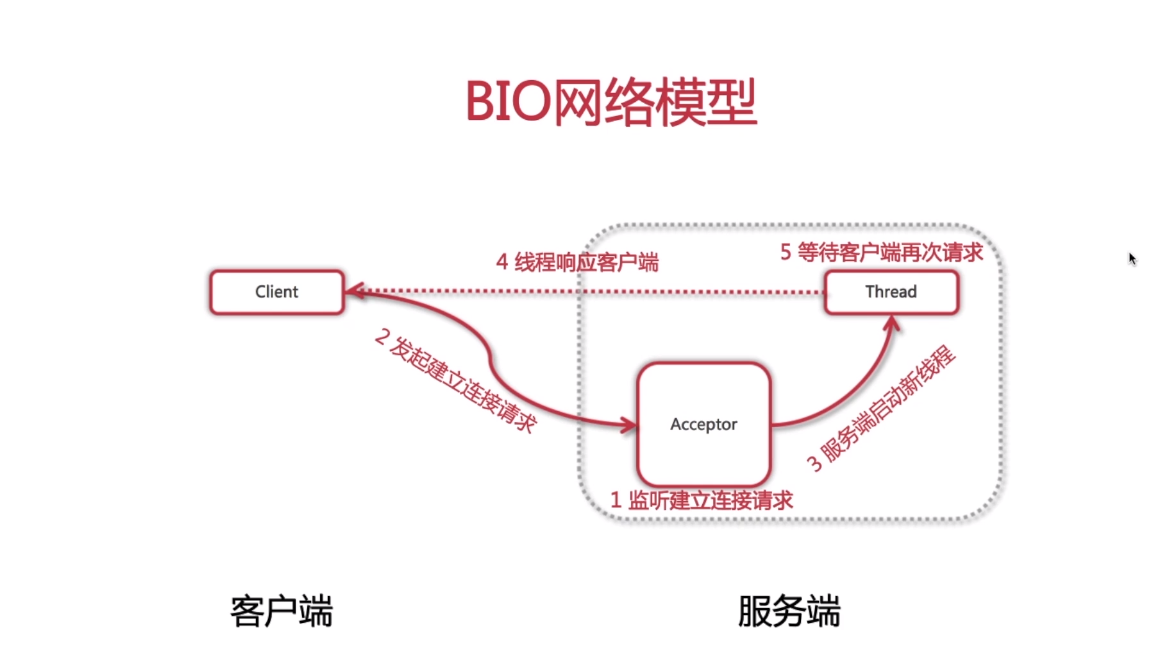 BIO网络模型
5 等待客户端再次请求
4 线程响应客户端
Client
Thread
2 发起建立连接请求
3 服务端启动新线程
Acceptor
1 监听建立连接请求
客户端
服务端